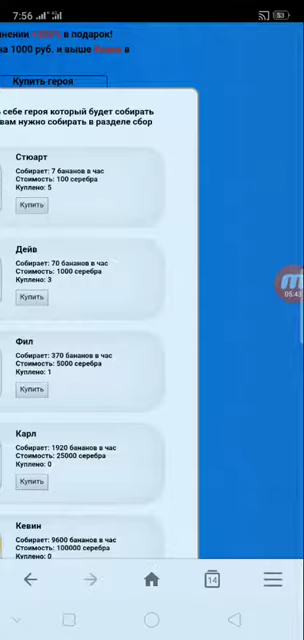 7:56
53
нении +100% в подарок!
на 1000 руб. и выше в
Купить героя
себе героя который будет собирать
вам нужно собирать в разделе сбор
Стюарт
Собирает: 7 бананов в час
Стоимость: 100 серебра
Куплено: 5
Купить
Дейв
Собирает: 70 бананов в час
Стоимость: 1000 серебра
Куплено: 3
Купить
05:43
Фил
Собирает: 370 бананов в час
Стоимость: 5000 серебра
Куплено: 1
Купить
Карл
Собирает: 1920 бананов в час
Стоимость: 25000 серебра
Куплено: 0
Купить
Кевин
Собирает: 9600 бананов в час
Стоимость: 100000 серебра
Куплено: 0
14